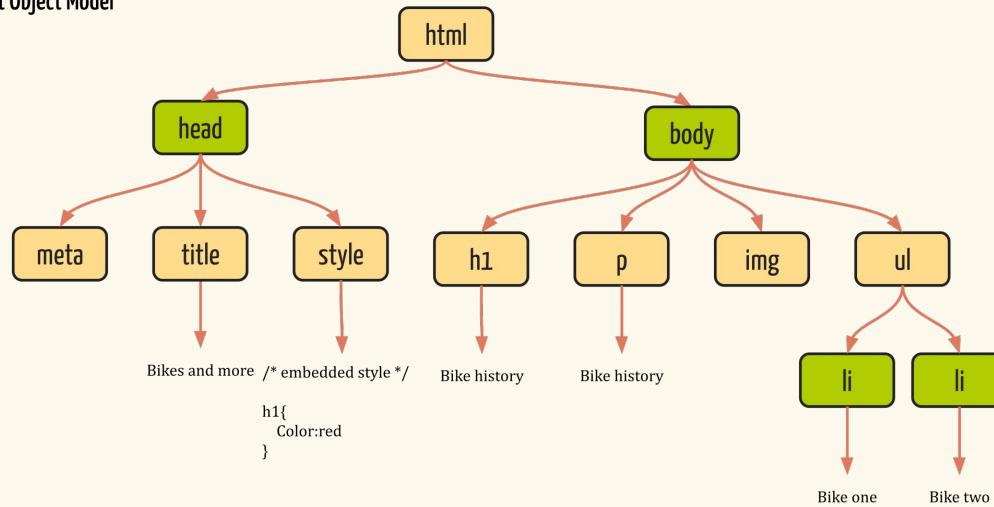 t Object Model
html
head
body
meta
title
style
h1
p
img
ul
li
li
Bikes and more
/* embedded style */
h1{
Color:red
}
Bike history
Bike history
Bike one
Bike two